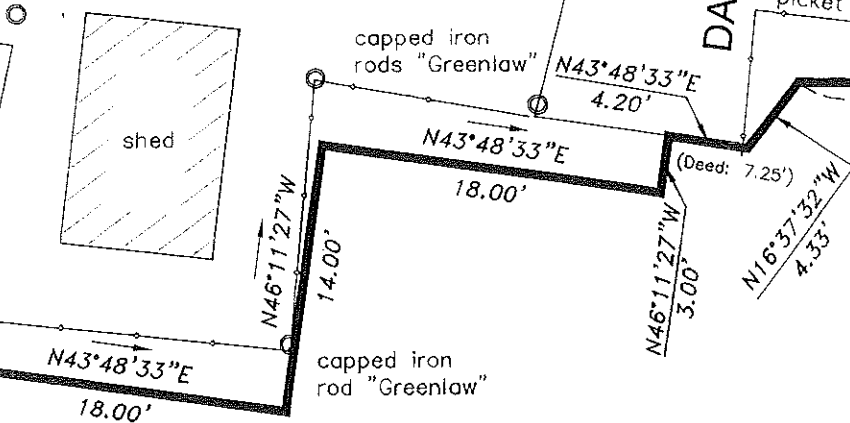 picket
DA
capped iron
rods "Greenlaw"
N43°48'33"E
4.20'
shed
N43°48'33"E
18.00'
(Deed: 7.25')
N16°37'32"W
4.33'
N46°11'27"W
14.00'
N46°11'27"W
3.00'
capped iron
rod "Greenlaw"
N43°48'33"E
18.00'